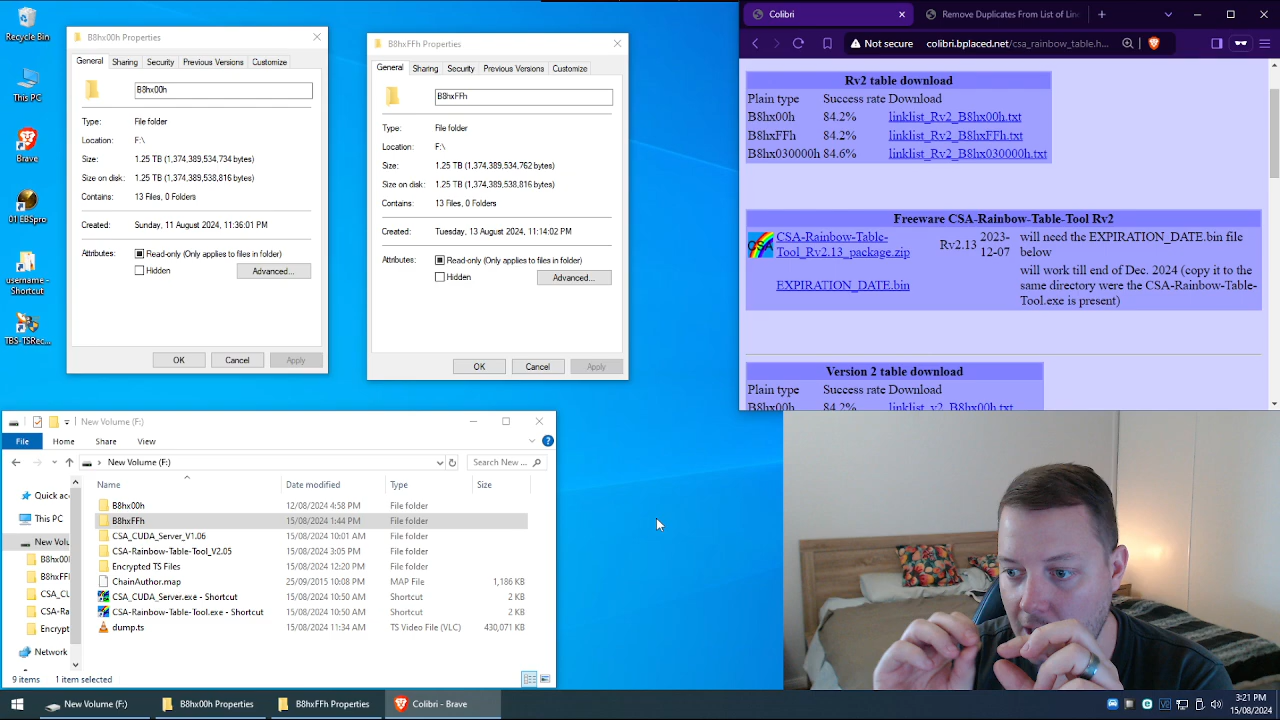 Recycle Bin
This PC
Brave
01 EBSpro
username - Shortcut
TBS-TSRec...
B8hx00h Properties
General Sharing Security Previous Versions Customize
B8hx00h
Type: File folder
Location: F:\
Size: 1.25 TB (1,374,389,534,734 bytes)
Size on disk: 1.25 TB (1,374,389,538,816 bytes)
Contains: 13 Files, 0 Folders
Created: Sunday, 11 August 2024, 11:36:01 PM
Attributes: Read-only (Only applies to files in folder)
Hidden Advanced...
OK Cancel Apply
B8hxFFh Properties
General Sharing Security Previous Versions Customize
B8hxFFh
Type: File folder
Location: F:\
Size: 1.25 TB (1,374,389,534,762 bytes)
Size on disk: 1.25 TB (1,374,389,538,816 bytes)
Contains: 13 Files, 0 Folders
Created: Tuesday, 13 August 2024, 11:14:02 PM
Attributes: Read-only (Only applies to files in folder)
Hidden Advanced...
OK Cancel Apply
Colibri Remove Duplicates From List of Lin
Not secure colibri.bplaced.net/csa_rainbow_table.h...
Rv2 table download
Plain type Success rate Download
B8hx00h 84.2% linklist_Rv2_B8hx00h.txt
B8hxFFh 84.2% linklist_Rv2_B8hxFFh.txt
B8hx030000h 84.6% linklist_Rv2_B8hx030000h.txt
Freeware CSA-Rainbow-Table-Tool Rv2
CSA CSA-Rainbow-Table- Rv2.13 2023- will need the EXPIRATION_DATE.bin file
Tool_Rv2.13_package.zip 12-07 below
will work till end of Dec. 2024 (copy it to the
EXPIRATION_DATE.bin same directory were the CSA-Rainbow-Table-
Tool.exe is present)
Version 2 table download
Plain type Success rate Download
B8hx00h 84.2% linklist_v2_B8hx00h.txt
New Volume (F:)
File Home Share View
New Volume (F:) Search New ...
Name Date modified Type Size
B8hx00h 12/08/2024 4:58 PM File folder
B8hxFFh 15/08/2024 1:44 PM File folder
CSA_CUDA_Server_V1.06 15/08/2024 10:01 AM File folder
CSA-Rainbow-Table-Tool_V2.05 15/08/2024 3:05 PM File folder
Encrypted TS Files 15/08/2024 12:20 PM File folder
ChainAuthor.map 25/09/2015 10:08 PM MAP File 1,186 KB
CSA_CUDA_Server.exe - Shortcut 15/08/2024 10:50 AM Shortcut 2 KB
CSA-Rainbow-Table-Tool.exe - Shortcut 15/08/2024 10:50 AM Shortcut 2 KB
dump.ts 15/08/2024 11:34 AM TS Video File (VLC) 430,071 KB
Quick ac
This PC
New Volu
B8hx00
B8hxFF
CSA_CU
CSA-Ra
Encrypt
Network
9 items 1 item selected
New Volume (F:) B8hx00h Properties B8hxFFh Properties Colibri - Brave
3:21 PM
15/08/2024